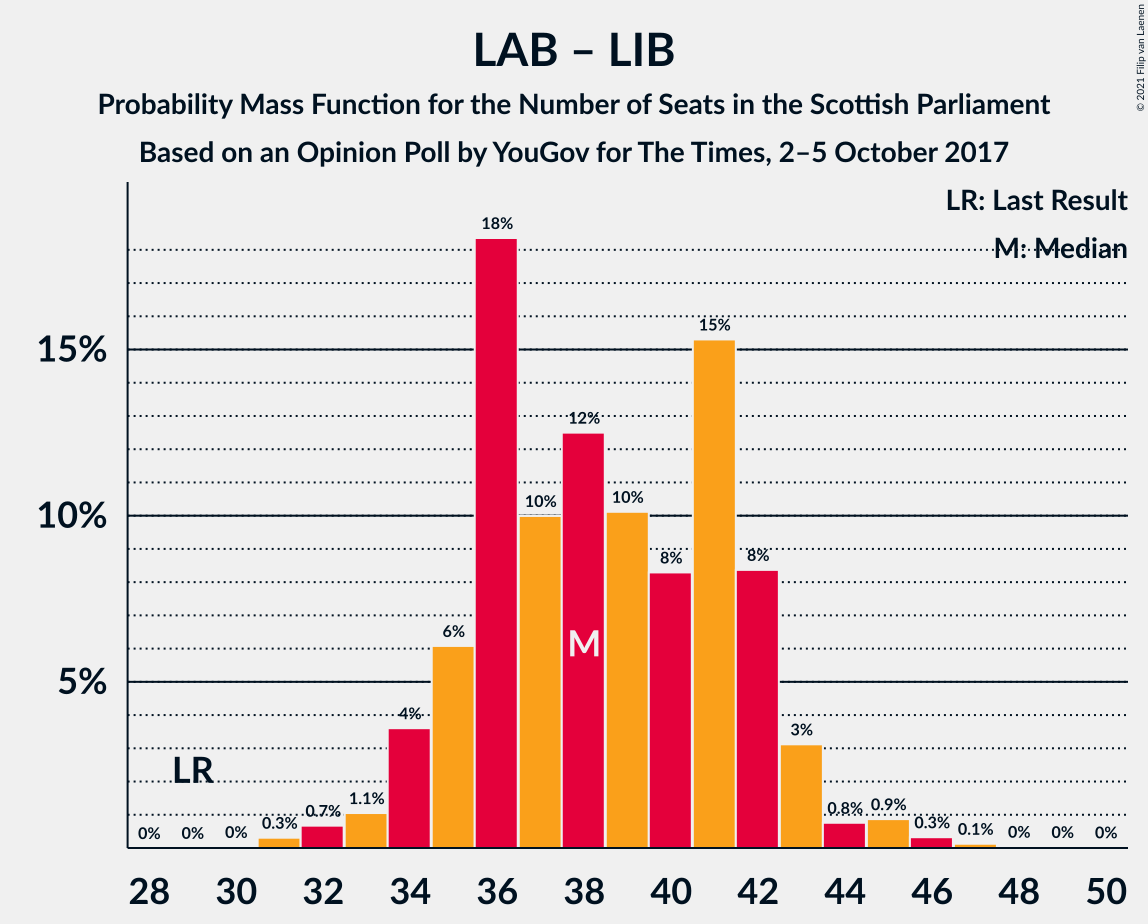 LAB – LIB
Probability Mass Function for the Number of Seats in the Scottish Parliament
Based on an Opinion Poll by YouGov for The Times, 2–5 October 2017
© 2021 Filip van Laenen
LR: Last Result
M: Median
15%
10%
5%
0%
0%
0%
0.3%
0.7%
1.1%
4%
6%
18%
10%
12%
10%
8%
15%
8%
3%
0.8%
0.9%
0.3%
0.1%
0%
0%
0%
LR
M
28 30 32 34 36 38 40 42 44 46 48 50